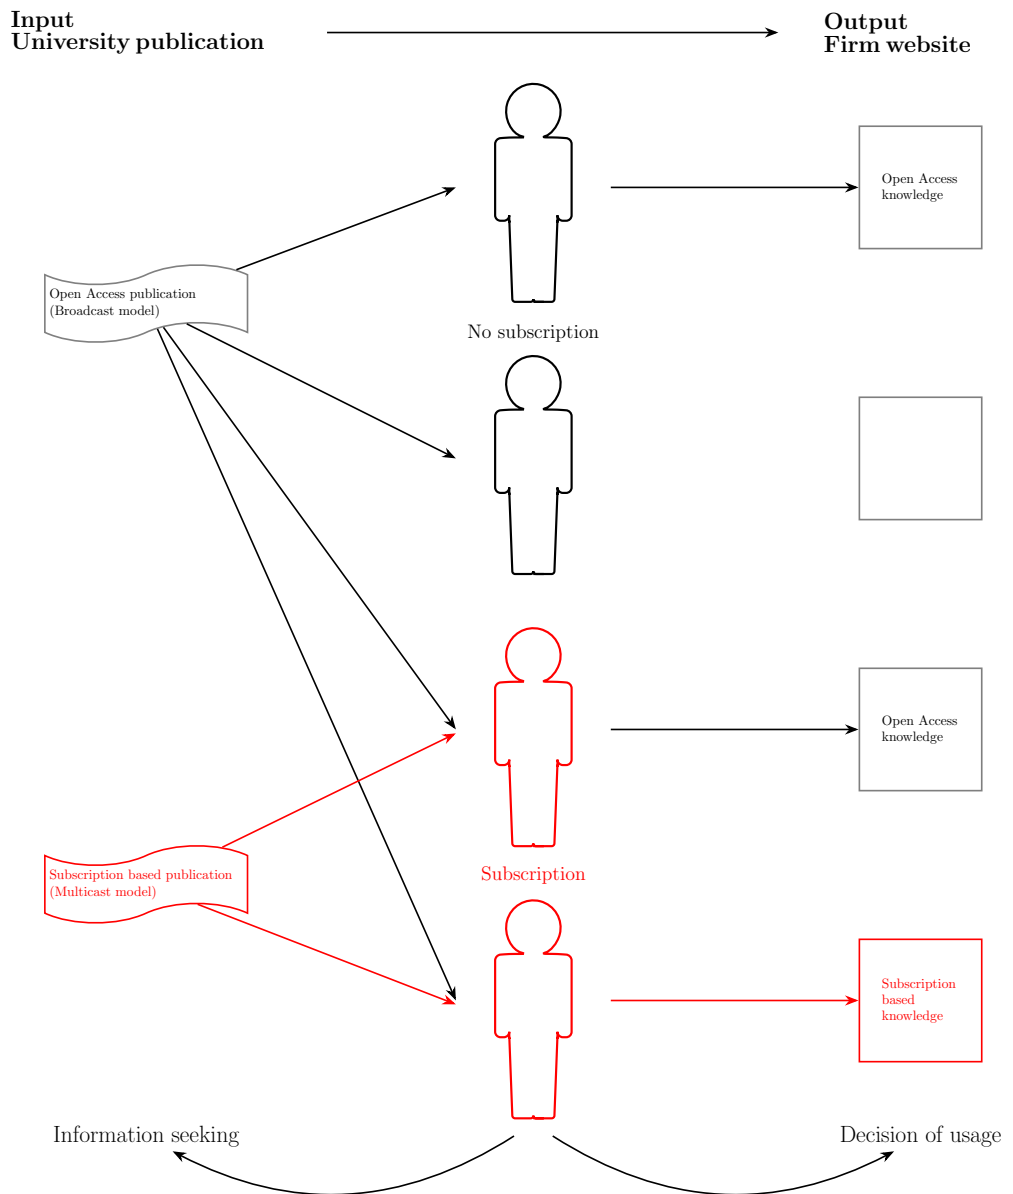 Input
University publication
Output
Firm website
Open Access
knowledge
Open Access publication
(Broadcast model)
No subscription
Open Access
knowledge
Subscription based publication
(Multicast model)
Subscription
Subscription
based
knowledge
Information seeking
Decision of usage